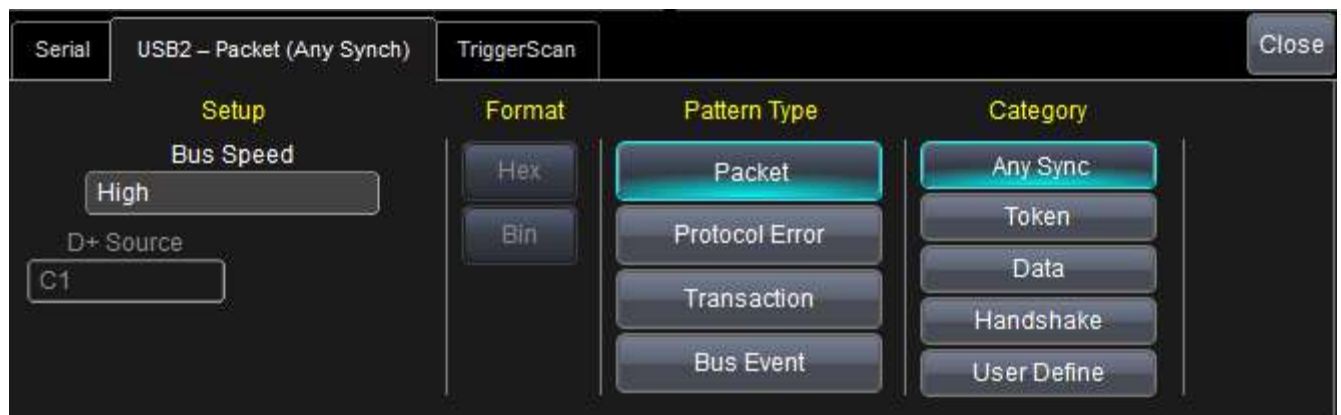 Serial
USB2 – Packet (Any Synch)
TriggerScan
Close
Setup
Bus Speed
High
D+ Source
C1
Format
Hex
Bin
Pattern Type
Packet
Protocol Error
Transaction
Bus Event
Category
Any Sync
Token
Data
Handshake
User Define